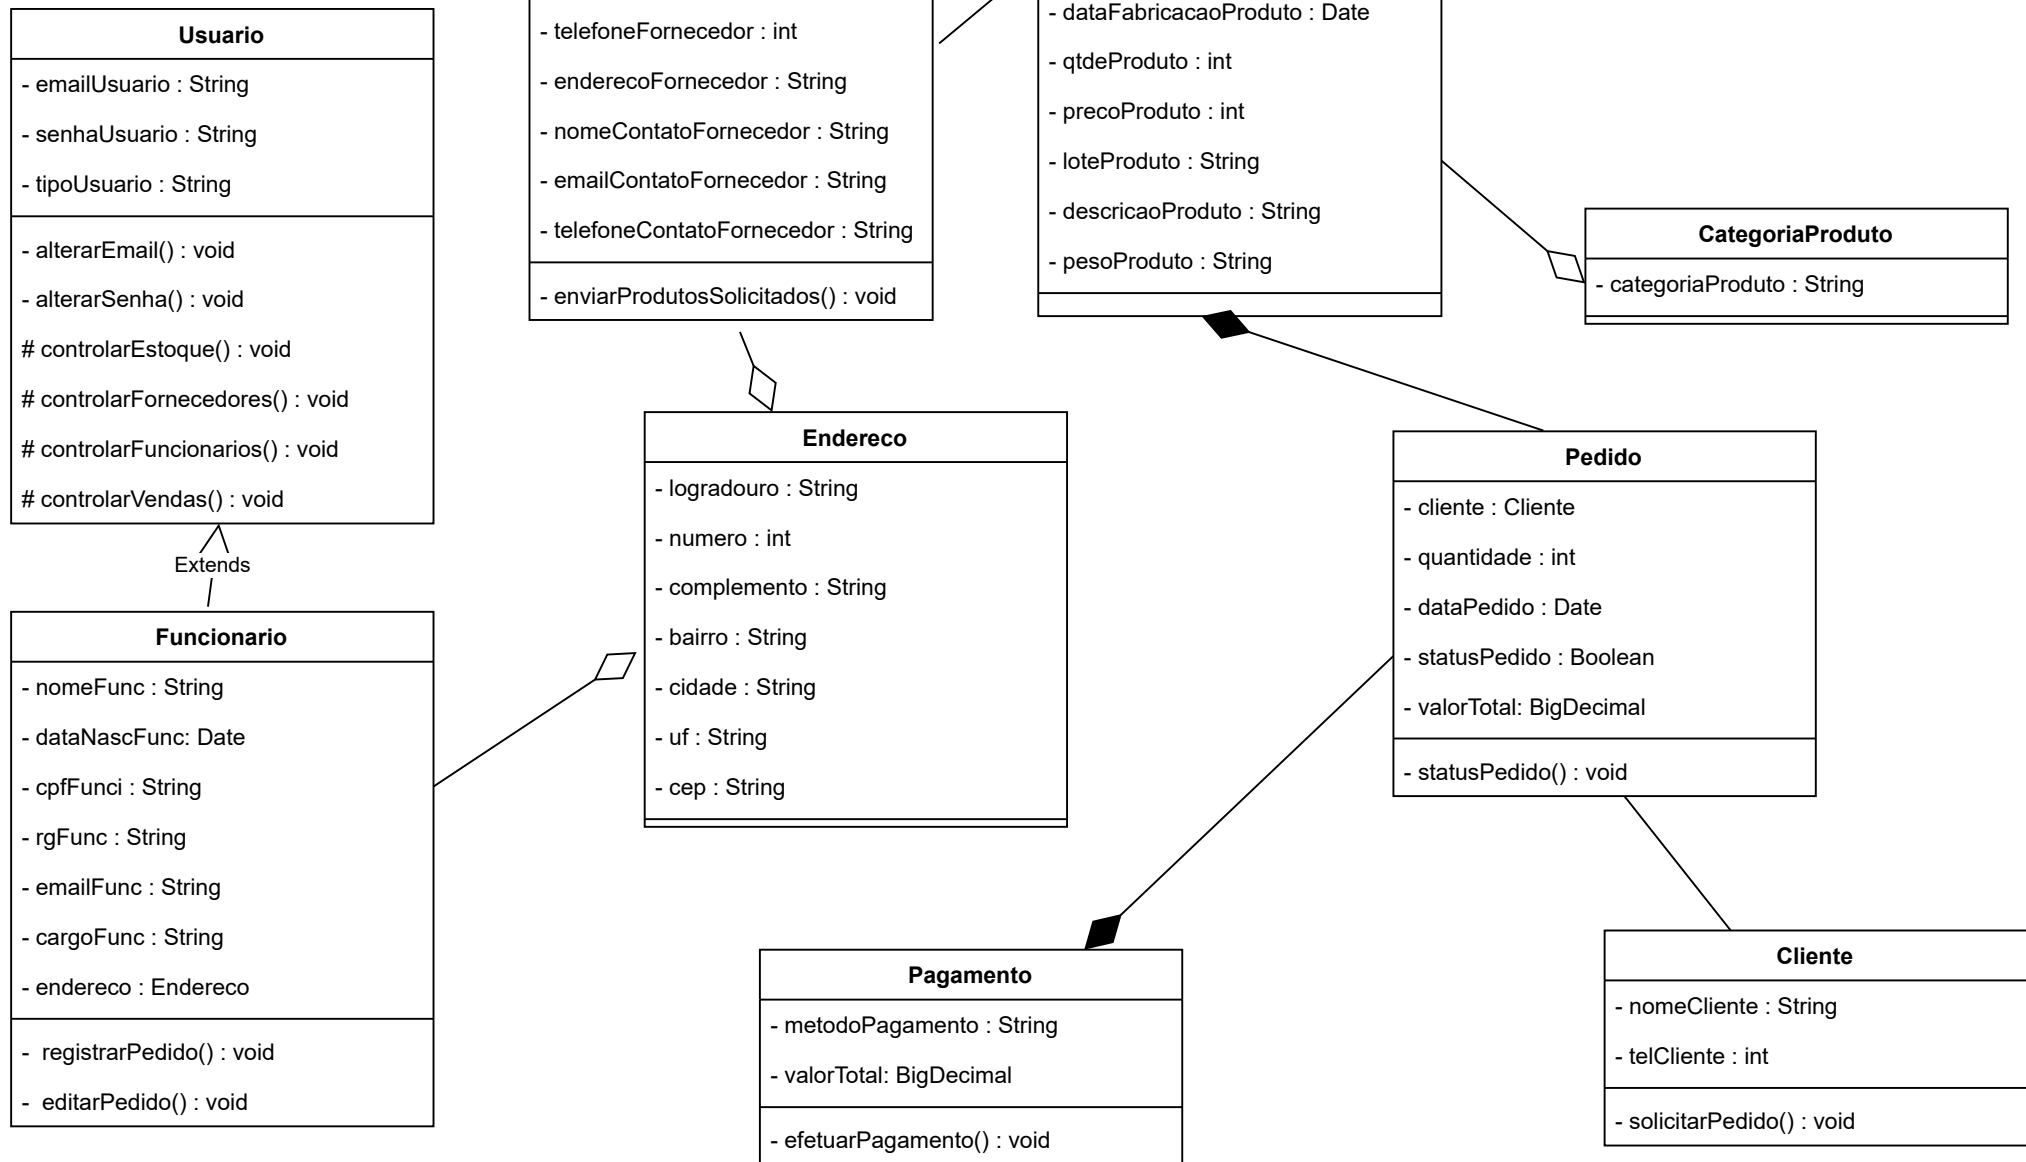 Usuario
- emailUsuario : String
- senhaUsuario : String
- tipoUsuario : String
- alterarEmail() : void
- alterarSenha() : void
# controlarEstoque() : void
# controlarFornecedores() : void
# controlarFuncionarios() : void
# controlarVendas() : void
Extends
Funcionario
- nomeFunc : String
- dataNascFunc: Date
- cpfFunci : String
- rgFunc : String
- emailFunc : String
- cargoFunc : String
- endereco : Endereco
- registrarPedido() : void
- editarPedido() : void
- telefoneFornecedor : int
- enderecoFornecedor : String
- nomeContatoFornecedor : String
- emailContatoFornecedor : String
- telefoneContatoFornecedor : String
- enviarProdutosSolicitados() : void
Endereco
- logradouro : String
- numero : int
- complemento : String
- bairro : String
- cidade : String
- uf : String
- cep : String
- dataFabricacaoProduto : Date
- qtdeProduto : int
- precoProduto : int
- loteProduto : String
- descricaoProduto : String
- pesoProduto : String
CategoriaProduto
- categoriaProduto : String
Pedido
- cliente : Cliente
- quantidade : int
- dataPedido : Date
- statusPedido : Boolean
- valorTotal: BigDecimal
- statusPedido() : void
Pagamento
- metodoPagamento : String
- valorTotal: BigDecimal
- efetuarPagamento() : void
Cliente
- nomeCliente : String
- telCliente : int
- solicitarPedido() : void